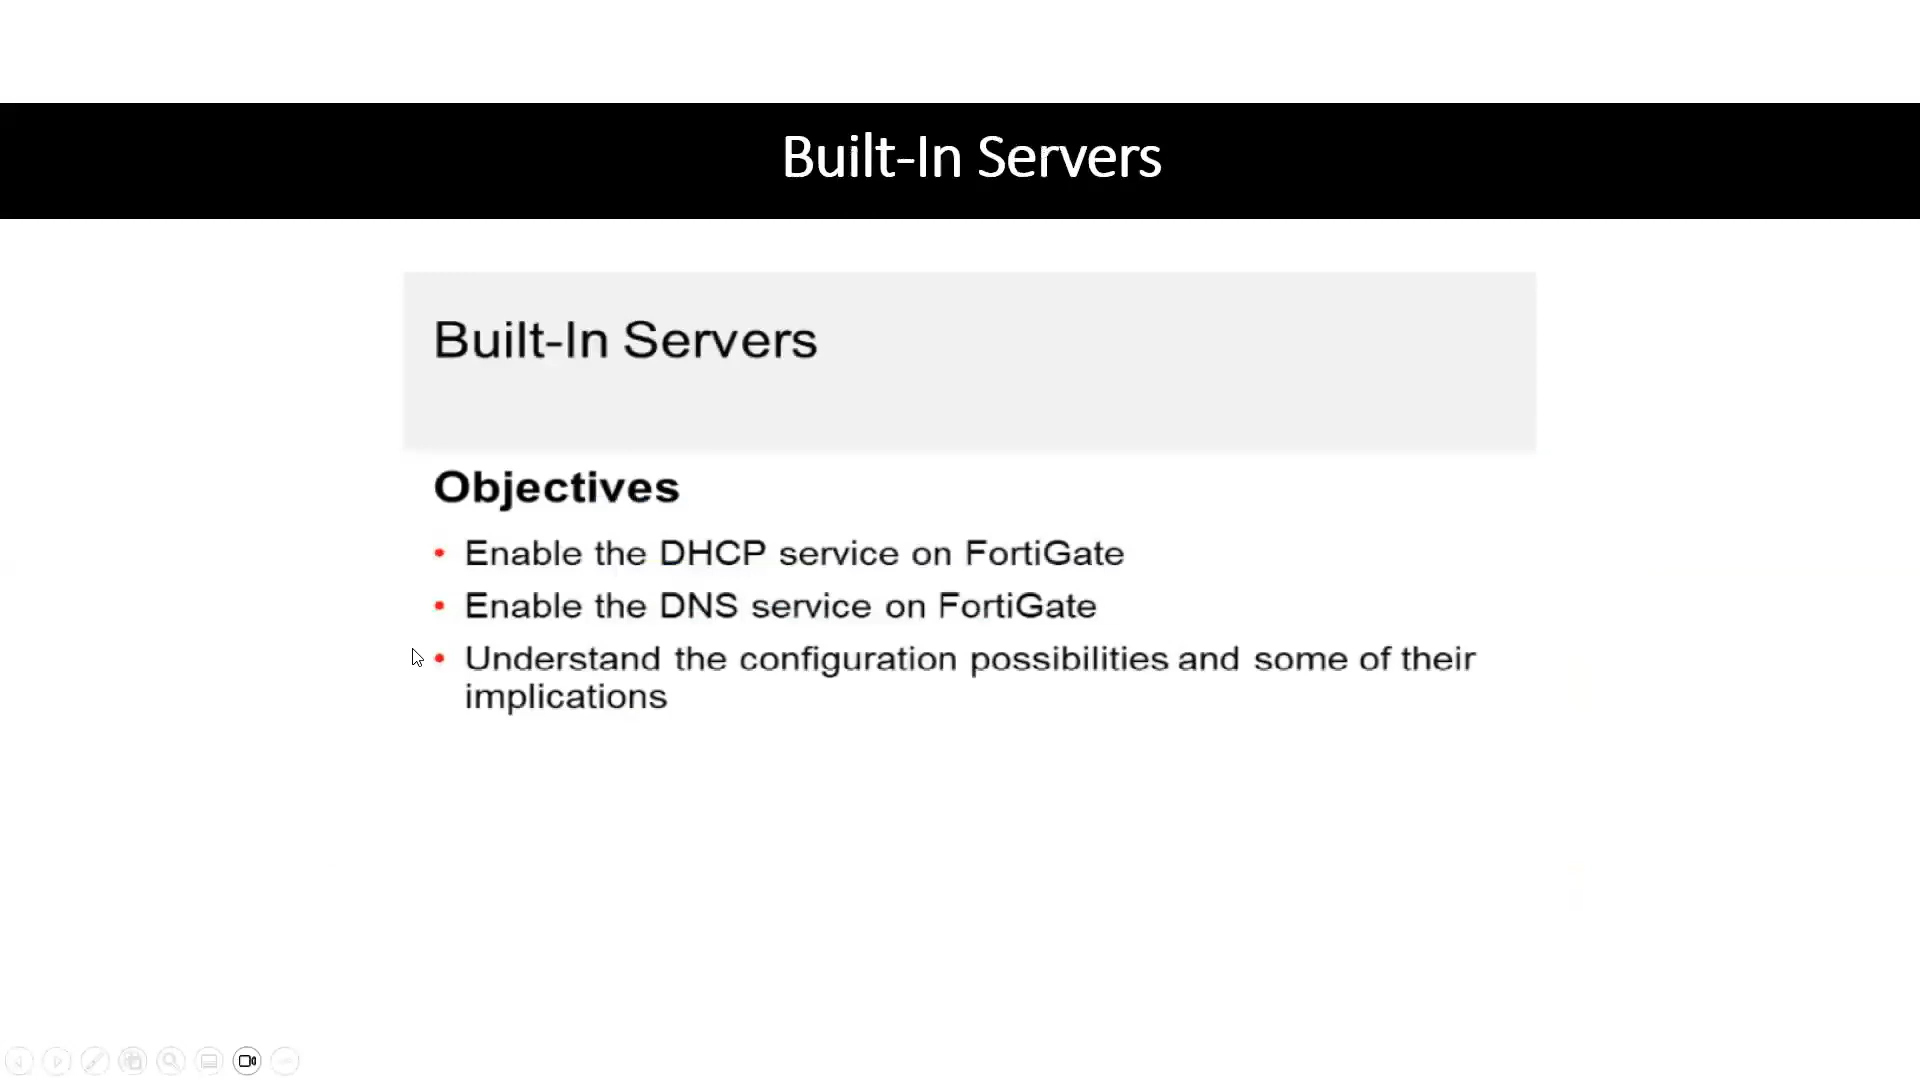 Built-In Servers
Built-In Servers
Objectives
• Enable the DHCP service on FortiGate
• Enable the DNS service on FortiGate
• Understand the configuration possibilities and some of their
implications